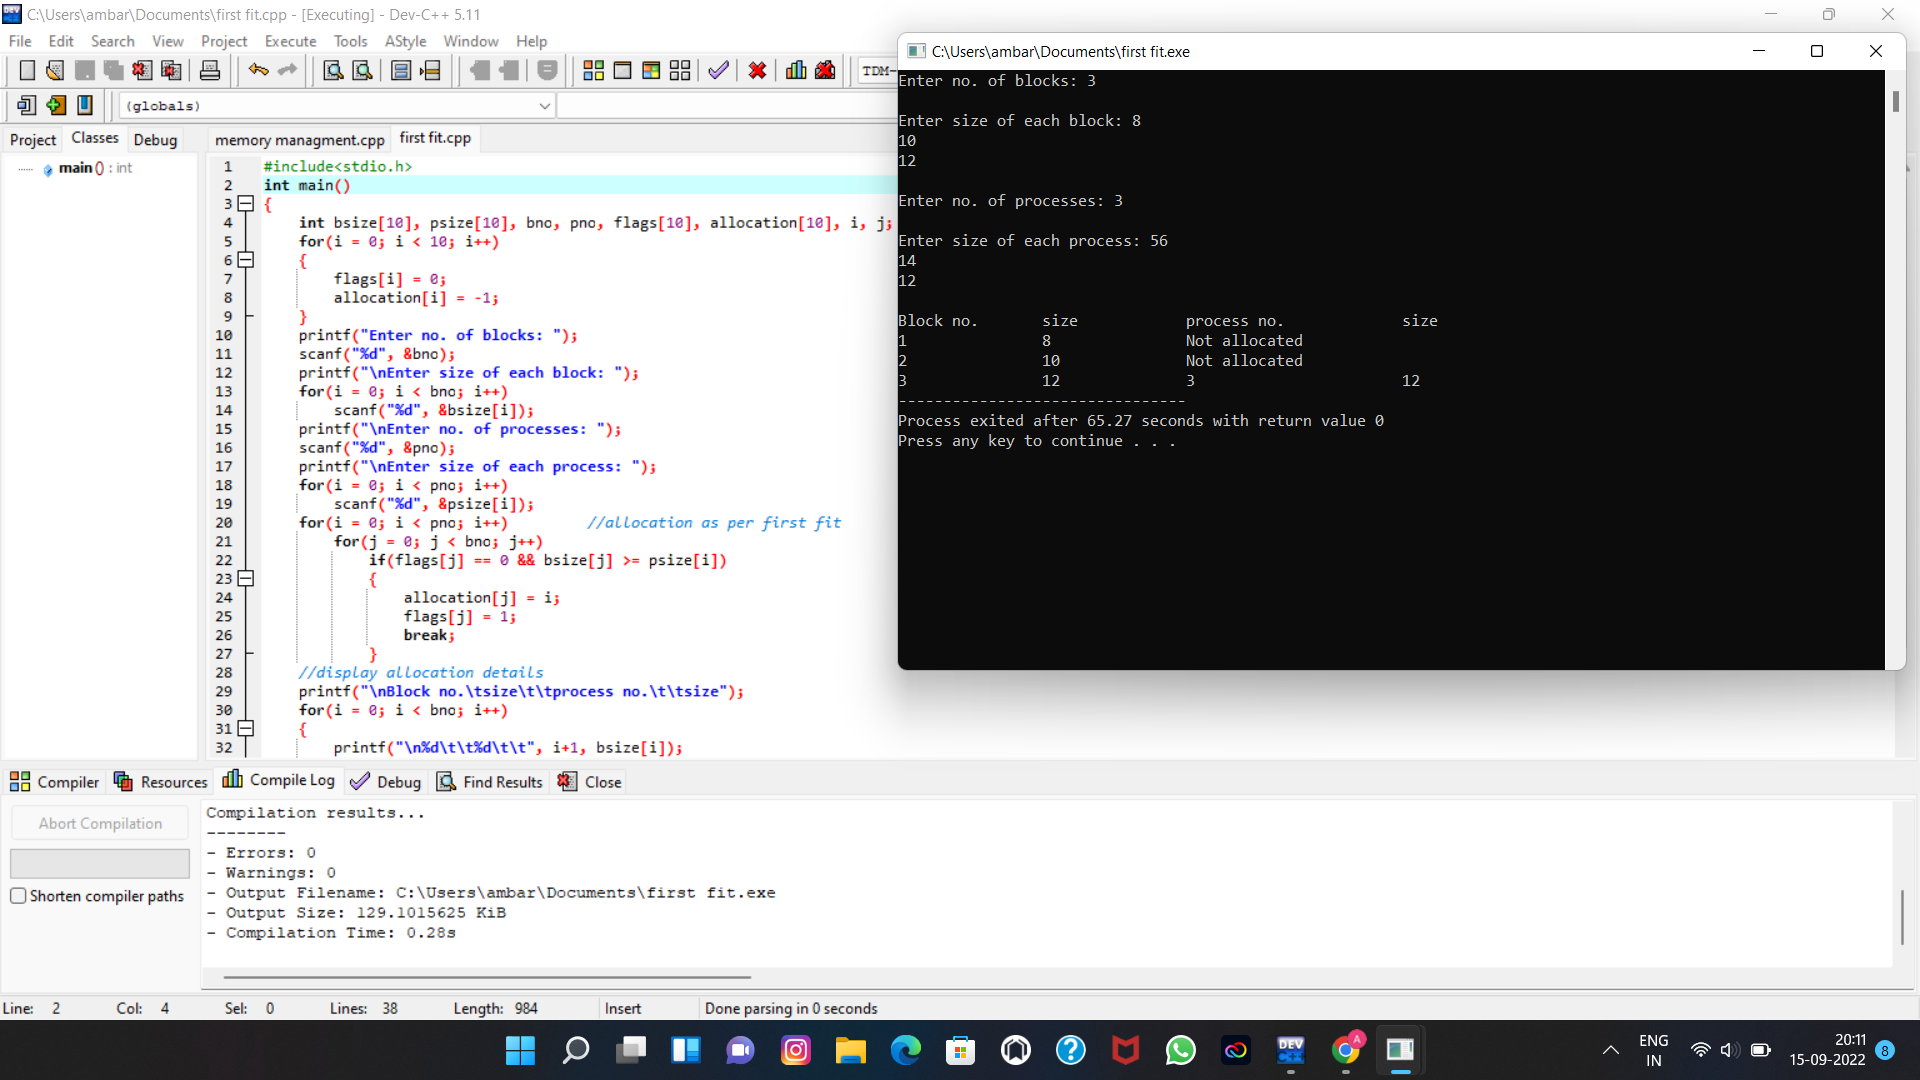 C:\Users\ambar\Documents\first fit.cpp - [Executing] - Dev-C++ 5.11
File Edit Search View Project Execute Tools AStyle Window Help
TDM-
(globals)
Project Classes Debug
memory managment.cpp first fit.cpp
main () : int
1 #include<stdio.h>
2 int main()
3 {
4 int bsize[10], psize[10], bno, pno, flags[10], allocation[10], i, j;
5 for(i = 0; i < 10; i++)
6 {
7 flags[i] = 0;
8 allocation[i] = -1;
9 }
10 printf("Enter no. of blocks: ");
11 scanf("%d", &bno);
12 printf("\nEnter size of each block: ");
13 for(i = 0; i < bno; i++)
14 scanf("%d", &bsize[i]);
15 printf("\nEnter no. of processes: ");
16 scanf("%d", &pno);
17 printf("\nEnter size of each process: ");
18 for(i = 0; i < pno; i++)
19 scanf("%d", &psize[i]);
20 for(i = 0; i < pno; i++) //allocation as per first fit
21 for(j = 0; j < bno; j++)
22 if(flags[j] == 0 && bsize[j] >= psize[i])
23 {
24 allocation[j] = i;
25 flags[j] = 1;
26 break;
27 }
28 //display allocation details
29 printf("\nBlock no.\tsize\t\tprocess no.\t\tsize");
30 for(i = 0; i < bno; i++)
31 {
32 printf("\n%d\t\t%d\t\t", i+1, bsize[i]);
C:\Users\ambar\Documents\first fit.exe
Enter no. of blocks: 3
Enter size of each block: 8
10
12
Enter no. of processes: 3
Enter size of each process: 56
14
12
Block no. size process no. size
1 8 Not allocated
2 10 Not allocated
3 12 3 12
--------------------------------
Process exited after 65.27 seconds with return value 0
Press any key to continue . . .
Compiler Resources Compile Log Debug Find Results Close
Abort Compilation
Shorten compiler paths
Compilation results...
--------
- Errors: 0
- Warnings: 0
- Output Filename: C:\Users\ambar\Documents\first fit.exe
- Output Size: 129.1015625 KiB
- Compilation Time: 0.28s
Line: 2 Col: 4 Sel: 0 Lines: 38 Length: 984 Insert Done parsing in 0 seconds
DEV C++
A
ENG
IN
20:11
15-09-2022
8